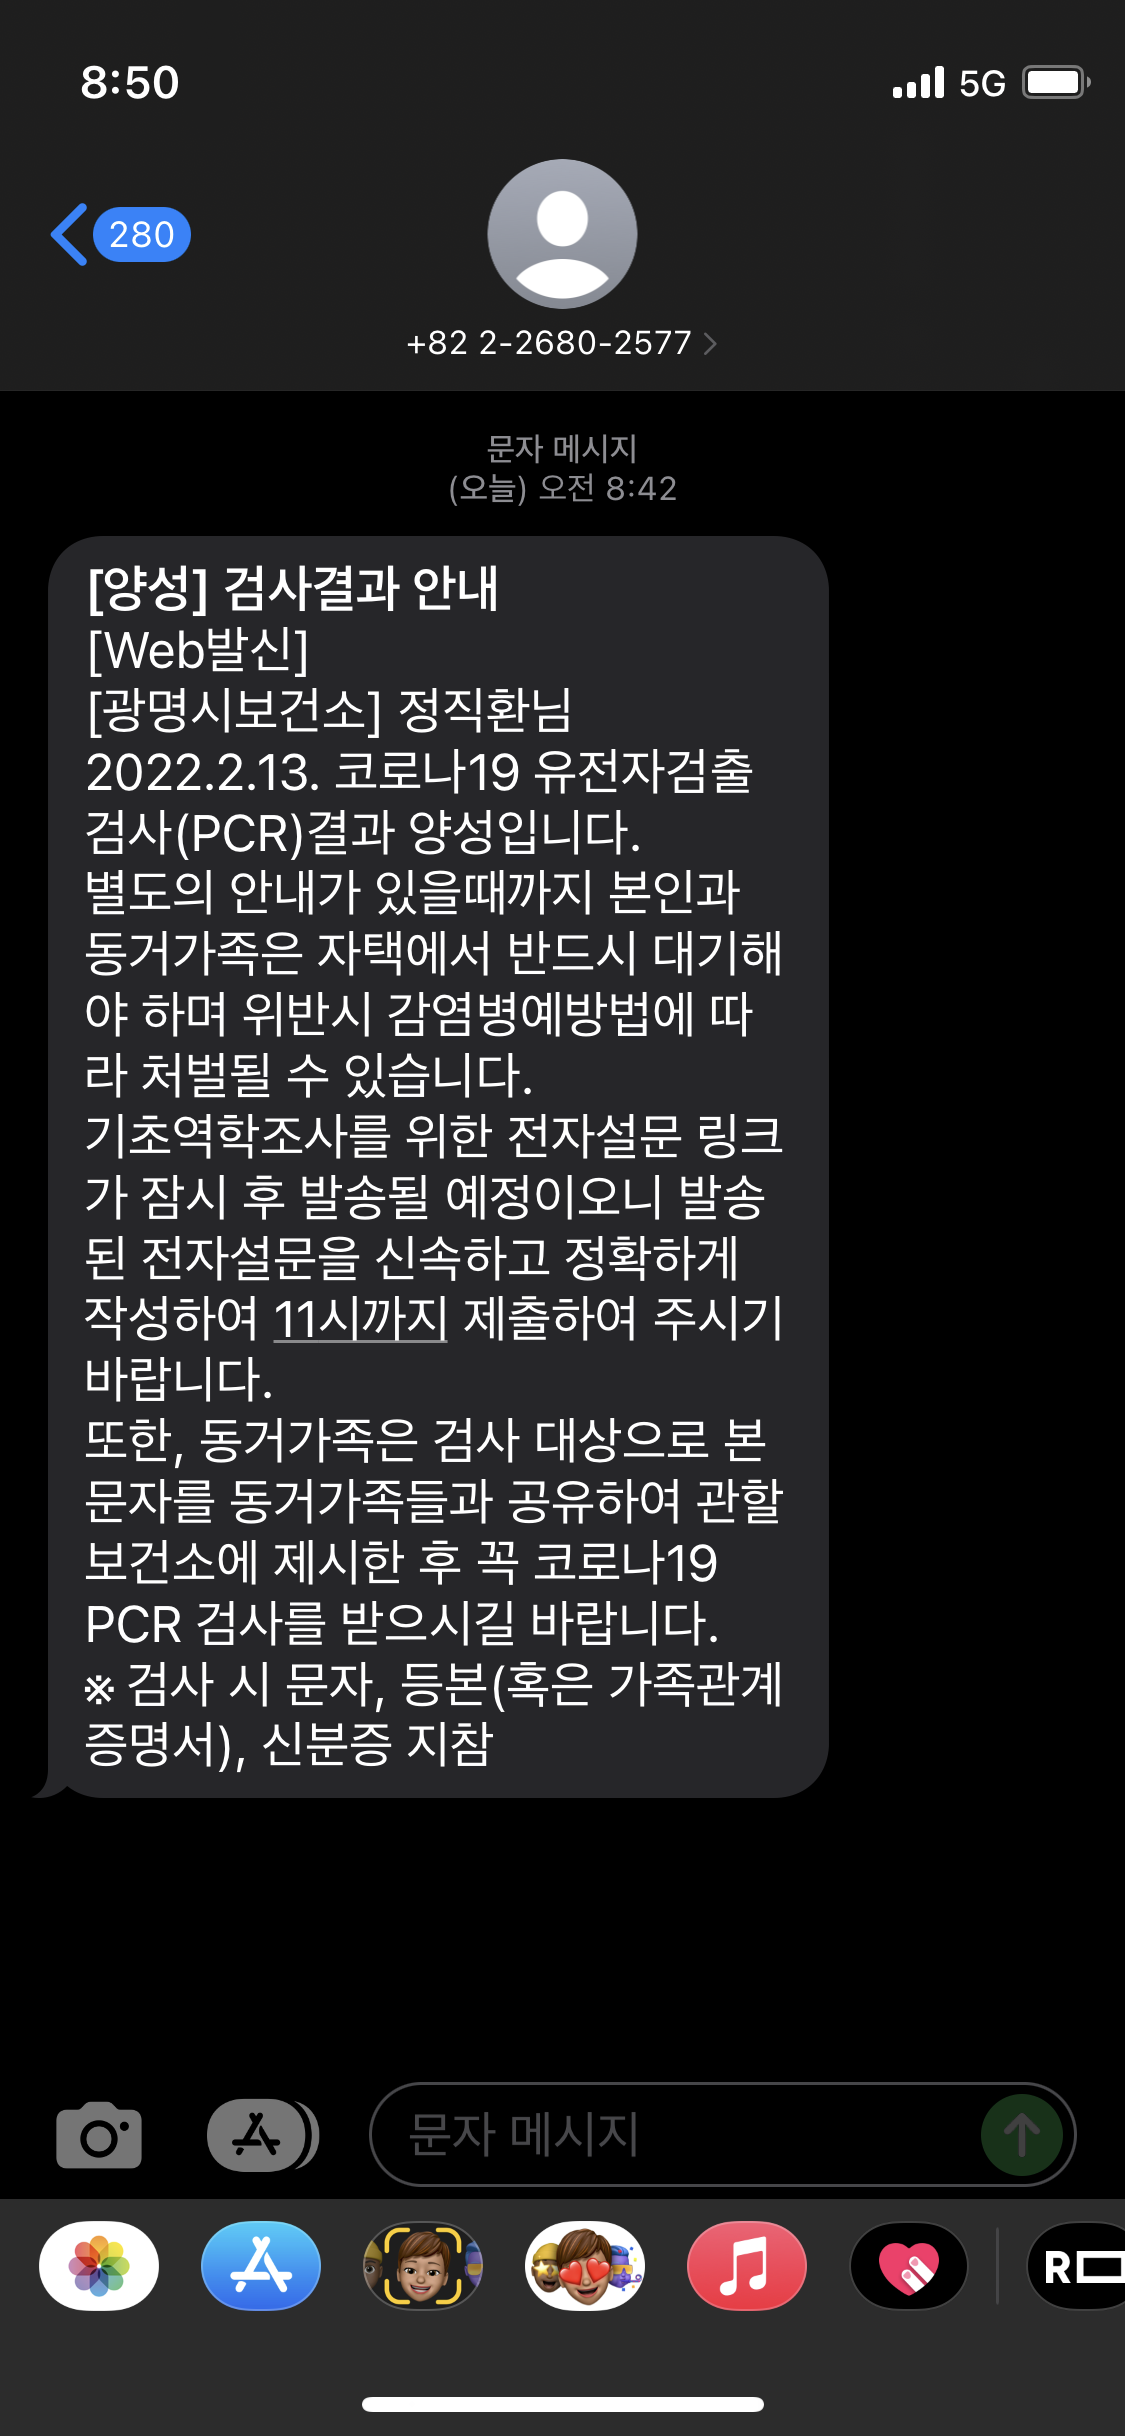 8:50
5G
280
+82 2-2680-2577
문자 메시지
(오늘) 오전 8:42
[양성] 검사결과 안내
[Web발신]
[광명시보건소] 정직환님
2022.2.13. 코로나19 유전자검출
검사(PCR)결과 양성입니다.
별도의 안내가 있을때까지 본인과
동거가족은 자택에서 반드시 대기해
야 하며 위반시 감염병예방법에 따
라 처벌될 수 있습니다.
기초역학조사를 위한 전자설문 링크
가 잠시 후 발송될 예정이오니 발송
된 전자설문을 신속하고 정확하게
작성하여 11시까지 제출하여 주시기
바랍니다.
또한, 동거가족은 검사 대상으로 본
문자를 동거가족들과 공유하여 관할
보건소에 제시한 후 꼭 코로나19
PCR 검사를 받으시길 바랍니다.
※ 검사 시 문자, 등본(혹은 가족관계
증명서), 신분증 지참
문자 메시지